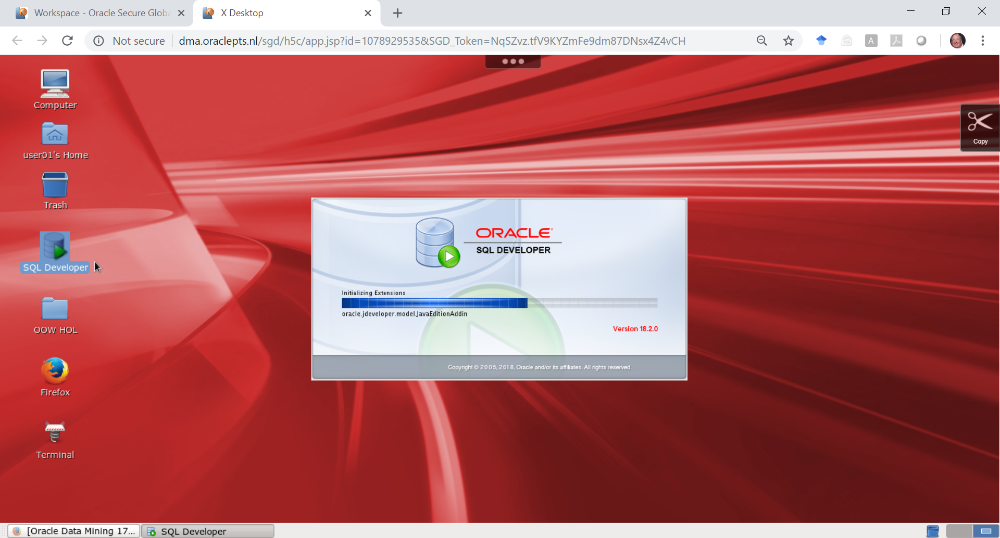 Workspace - Oracle Secure Globa
X Desktop
Not secure
dma.oraclepts.nl/sgd/h5c/app.jsp?id=1078929535&SGD_Token=NqSZvz.tfV9KYZmFe9dm87DNsx4Z4vCH
A
Computer
user01's Home
Trash
SQL Developer
OOW HOL
Firefox
Terminal
Copy
ORACLE
SQL DEVELOPER
Initializing Extensions
oracle.jdeveloper.model.JavaEditionAddin
Version 18.2.0
Copyright © 2005, 2018, Oracle and/or its affiliates. All rights reserved.
[Oracle Data Mining 17...
SQL Developer